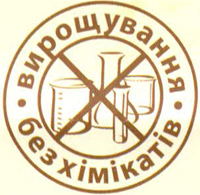 вирощування
без хімікатів